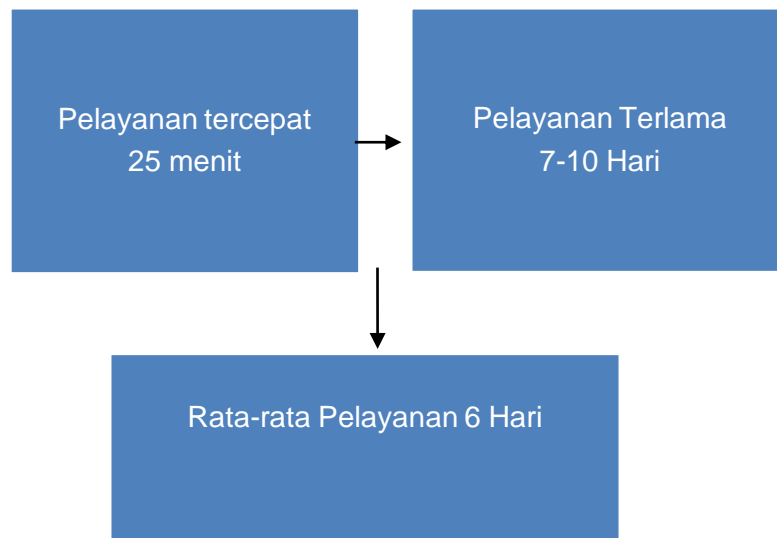 Pelayanan tercepat
25 menit
Pelayanan Terlama
7-10 Hari
Rata-rata Pelayanan 6 Hari